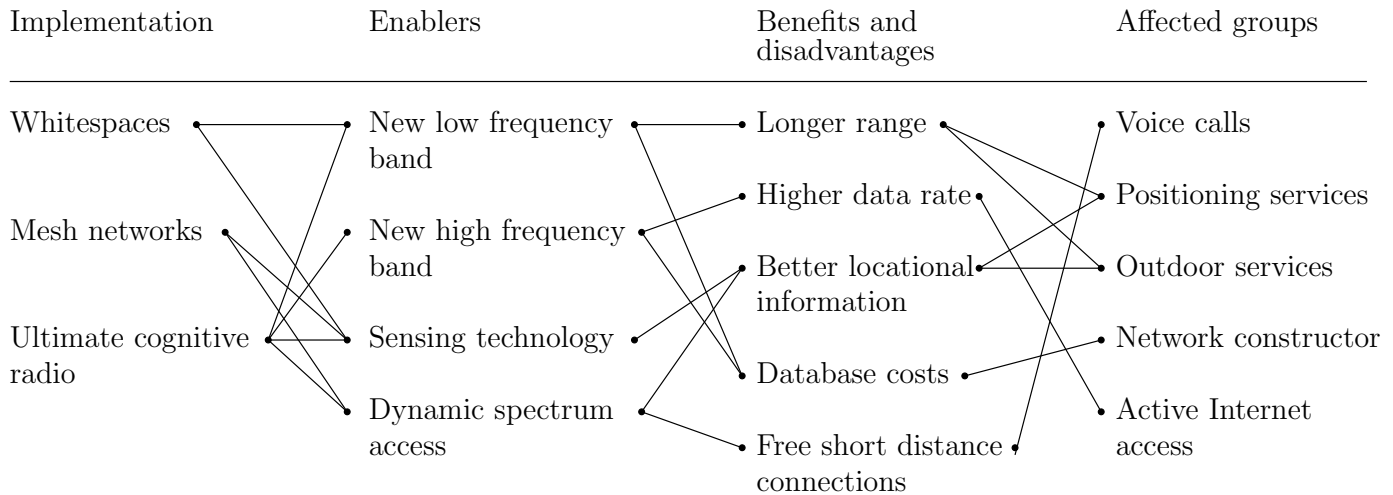 Implementation
Enablers
Benefits and
disadvantages
Affected groups
Whitespaces
Mesh networks
Ultimate cognitive
radio
New low frequency
band
New high frequency
band
Sensing technology
Dynamic spectrum
access
Longer range
Higher data rate
Better locational
information
Database costs
Free short distance
connections
Voice calls
Positioning services
Outdoor services
Network constructor
Active Internet
access